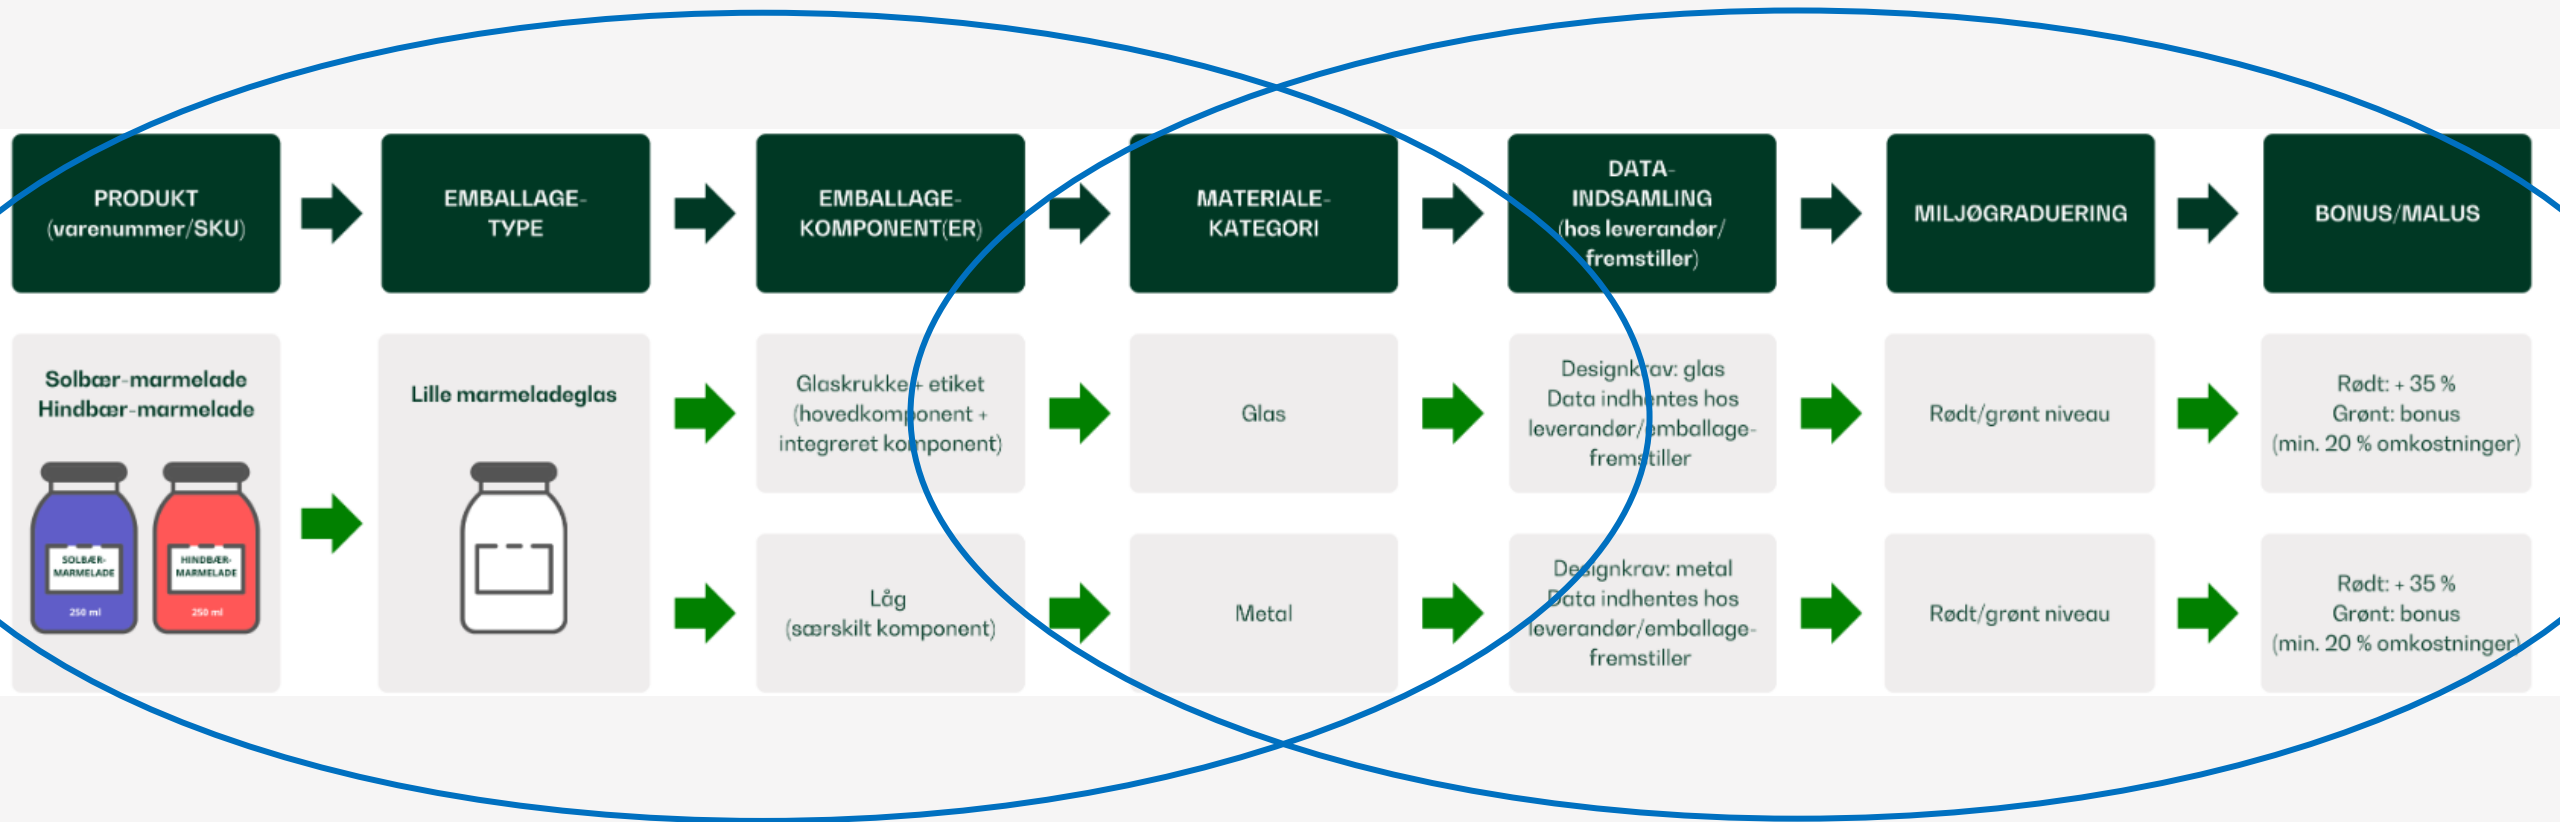 PRODUKT
(varenummer/SKU)
EMBALLAGE-
TYPE
EMBALLAGE-
KOMPONENT(ER)
MATERIALE-
KATEGORI
DATA-
INDSAMLING
(hos leverandør/
fremstiller)
MILJØGRADUERING
BONUS/MALUS
Solbær-marmelade
Hindbær-marmelade
SOLBÆR-
MARMELADE
250 ml
HINDBÆR-
MARMELADE
250 ml
Lille marmeladeglas
Glaskrukke + etiket
(hovedkomponent +
integreret komponent)
Glas
Designkrav: glas
Data indhentes hos
leverandør/emballage-
fremstiller
Rødt/grønt niveau
Rødt: + 35 %
Grønt: bonus
(min. 20 % omkostninger)
Låg
(særskilt komponent)
Metal
Designkrav: metal
Data indhentes hos
leverandør/emballage-
fremstiller
Rødt/grønt niveau
Rødt: + 35 %
Grønt: bonus
(min. 20 % omkostninger)